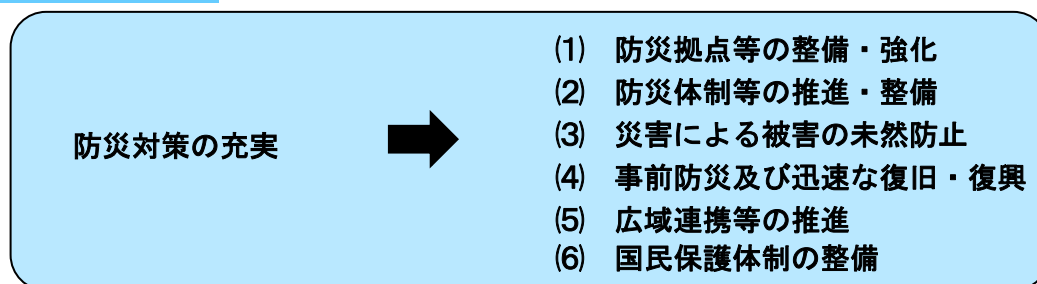 防災対策の充実
(1) 防災拠点等の整備・強化
(2) 防災体制等の推進・整備
(3) 災害による被害の未然防止
(4) 事前防災及び迅速な復旧・復興
(5) 広域連携等の推進
(6) 国民保護体制の整備